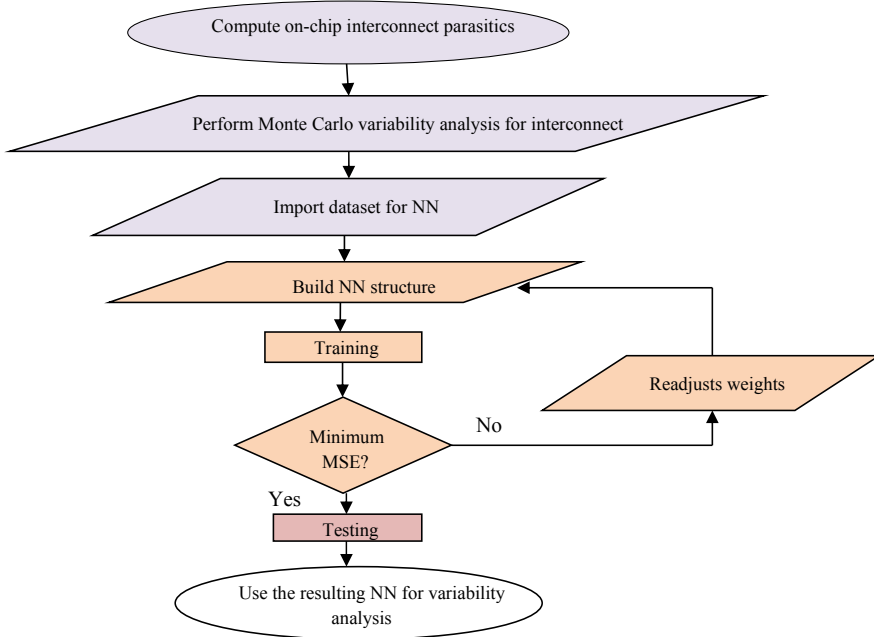 Compute on-chip interconnect parasitics
Perform Monte Carlo variability analysis for interconnect
Import dataset for NN
Build NN structure
Training
Readjusts weights
Minimum
MSE?
No
Yes
Testing
Use the resulting NN for variability
analysis